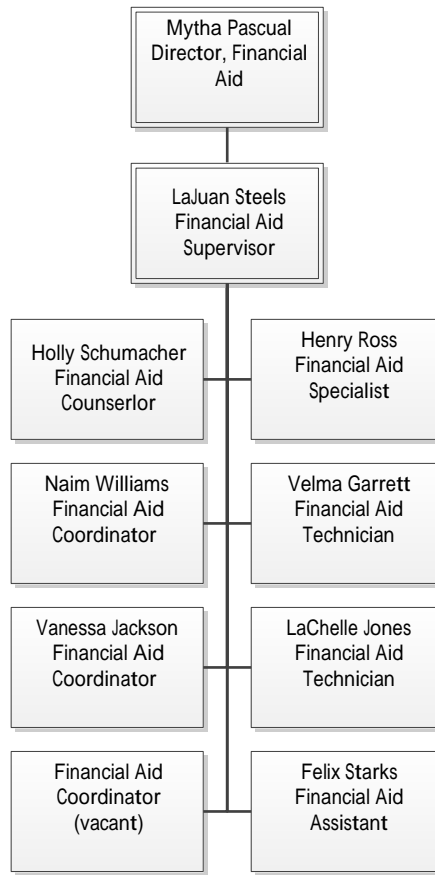 Mytha Pascual
Director, Financial
Aid
LaJuan Steels
Financial Aid
Supervisor
Holly Schumacher
Financial Aid
Counserlor
Henry Ross
Financial Aid
Specialist
Naim Williams
Financial Aid
Coordinator
Velma Garrett
Financial Aid
Technician
Vanessa Jackson
Financial Aid
Coordinator
LaChelle Jones
Financial Aid
Technician
Financial Aid
Coordinator
(vacant)
Felix Starks
Financial Aid
Assistant